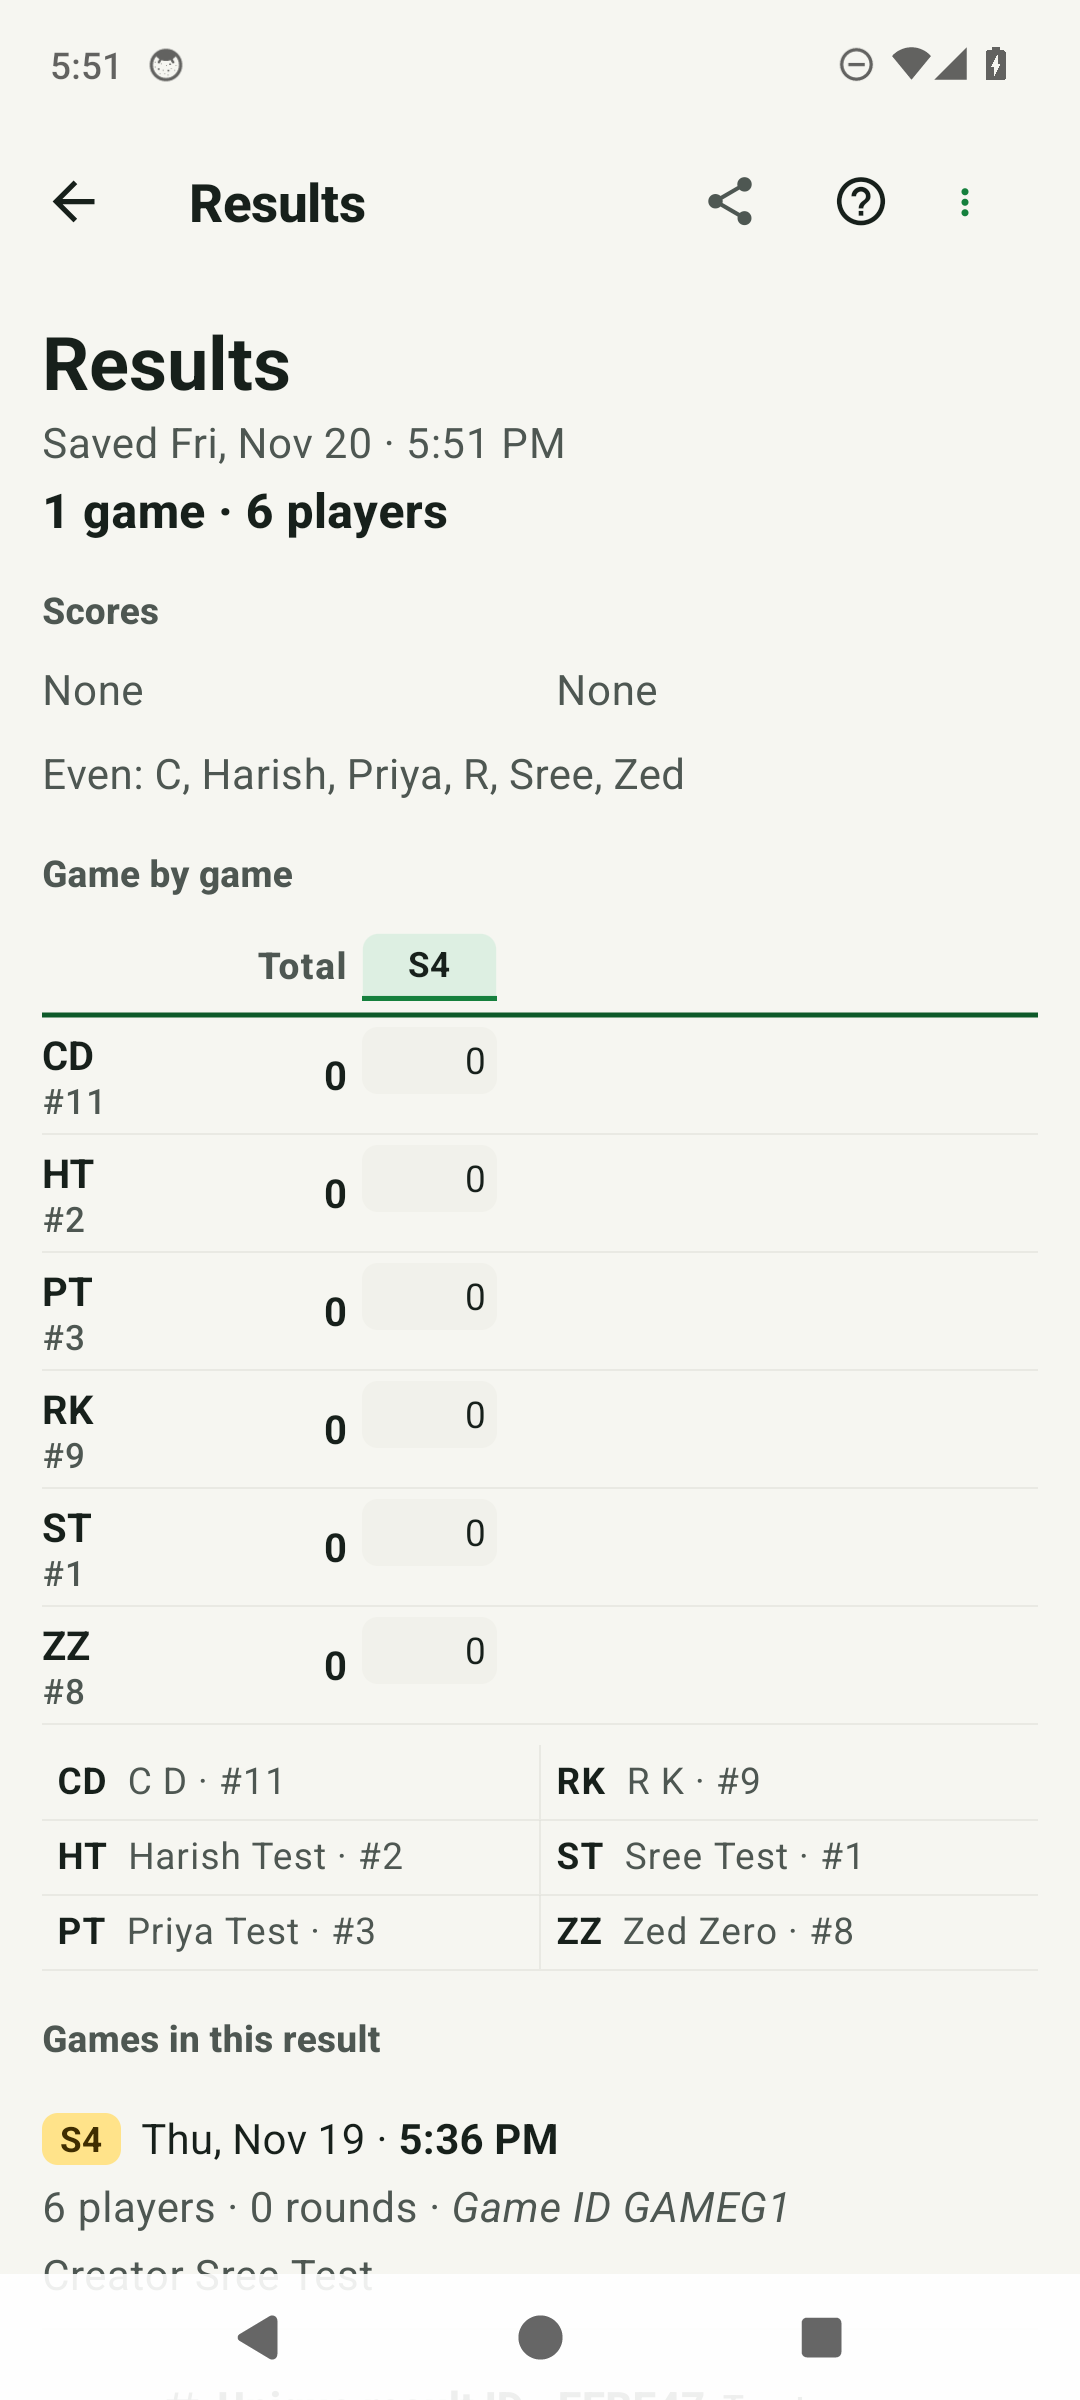 5:51
Results
Results
Saved Fri, Nov 20 · 5:51 PM
1 game · 6 players
Scores
None None
Even: C, Harish, Priya, R, Sree, Zed
Game by game
Total S4
CD 0 0
#11
HT 0 0
#2
PT 0 0
#3
RK 0 0
#9
ST 0 0
#1
ZZ 0 0
#8
CD C D · #11 RK R K · #9
HT Harish Test · #2 ST Sree Test · #1
PT Priya Test · #3 ZZ Zed Zero · #8
Games in this result
S4 Thu, Nov 19 · 5:36 PM
6 players · 0 rounds · Game ID GAMEG1
Creator Sree Test